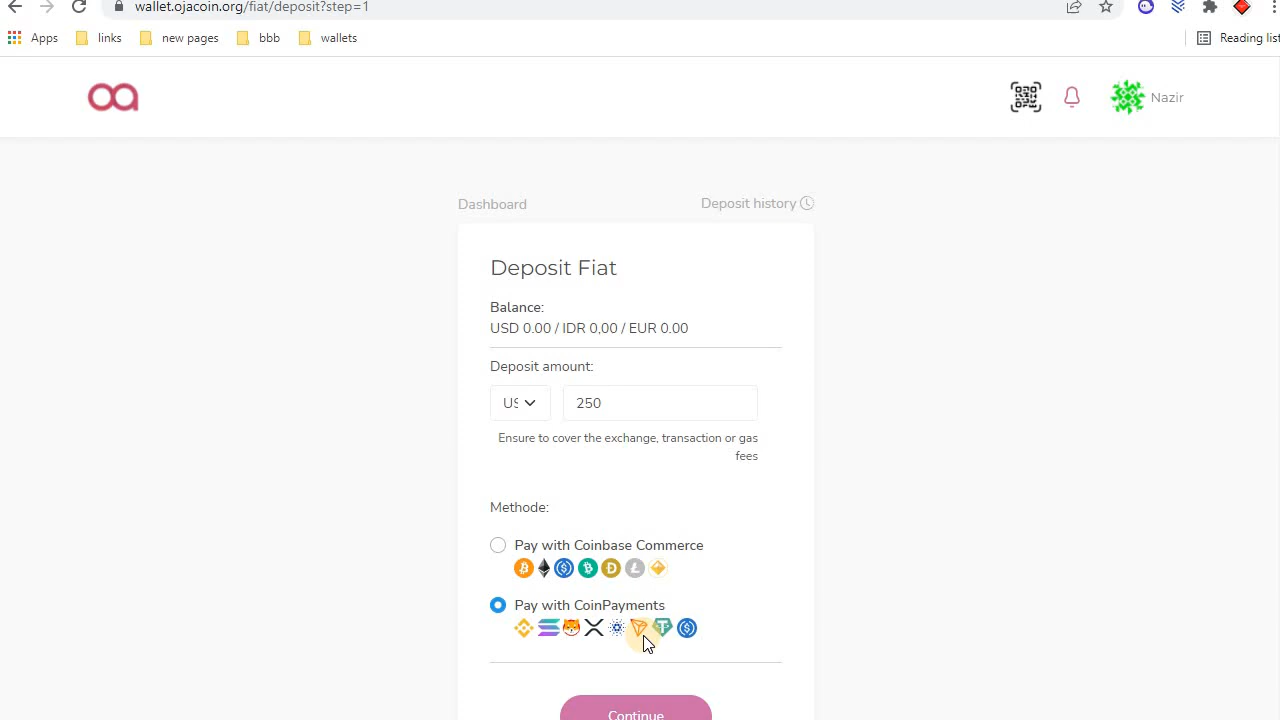 wallet.ojacoin.org/fiat/deposit?step=1
Apps links new pages bbb wallets Reading list
Nazir
Dashboard Deposit history
Deposit Fiat
Balance:
USD 0.00 / IDR 0,00 / EUR 0.00
Deposit amount:
US 250
Ensure to cover the exchange, transaction or gas
fees
Methode:
Pay with Coinbase Commerce
Pay with CoinPayments
Continue